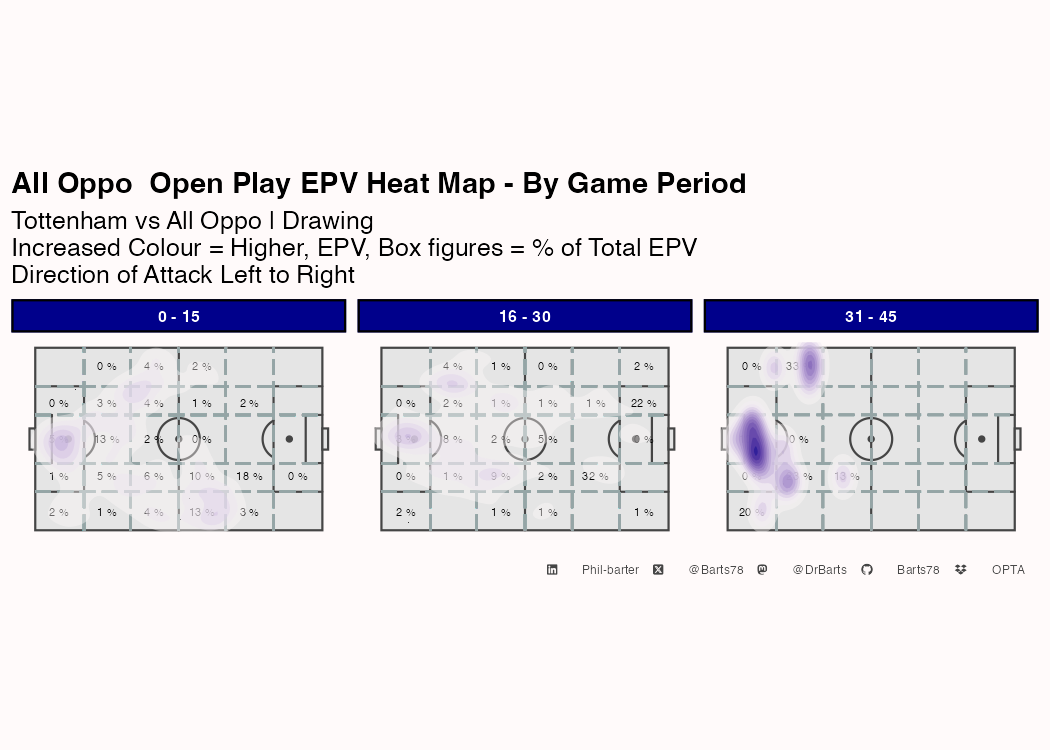 All Oppo  Open Play EPV Heat Map - By Game Period
Tottenham vs All Oppo | Drawing
Increased Colour = Higher, EPV, Box figures = % of Total EPV
Direction of Attack Left to Right
0 - 15 16 - 30 31 - 45
0 % 4 % 2 % 4 % 1 % 0 % 2 % 0 % 33
0 % 3 % 4 % 1 % 2 % 0 % 2 % 1 % 1 % 1 % 22 %
13 % 2 % 0 % 8 % 2 % 5 % 0 %
1 % 5 % 6 % 10 % 18 % 0 % 0 % 1 % 9 % 2 % 32 % 0 % 13 %
2 % 1 % 4 % 13 % 3 % 2 % 1 % 1 % 1 % 20 %
Phil-barter @Barts78 @DrBarts Barts78 OPTA